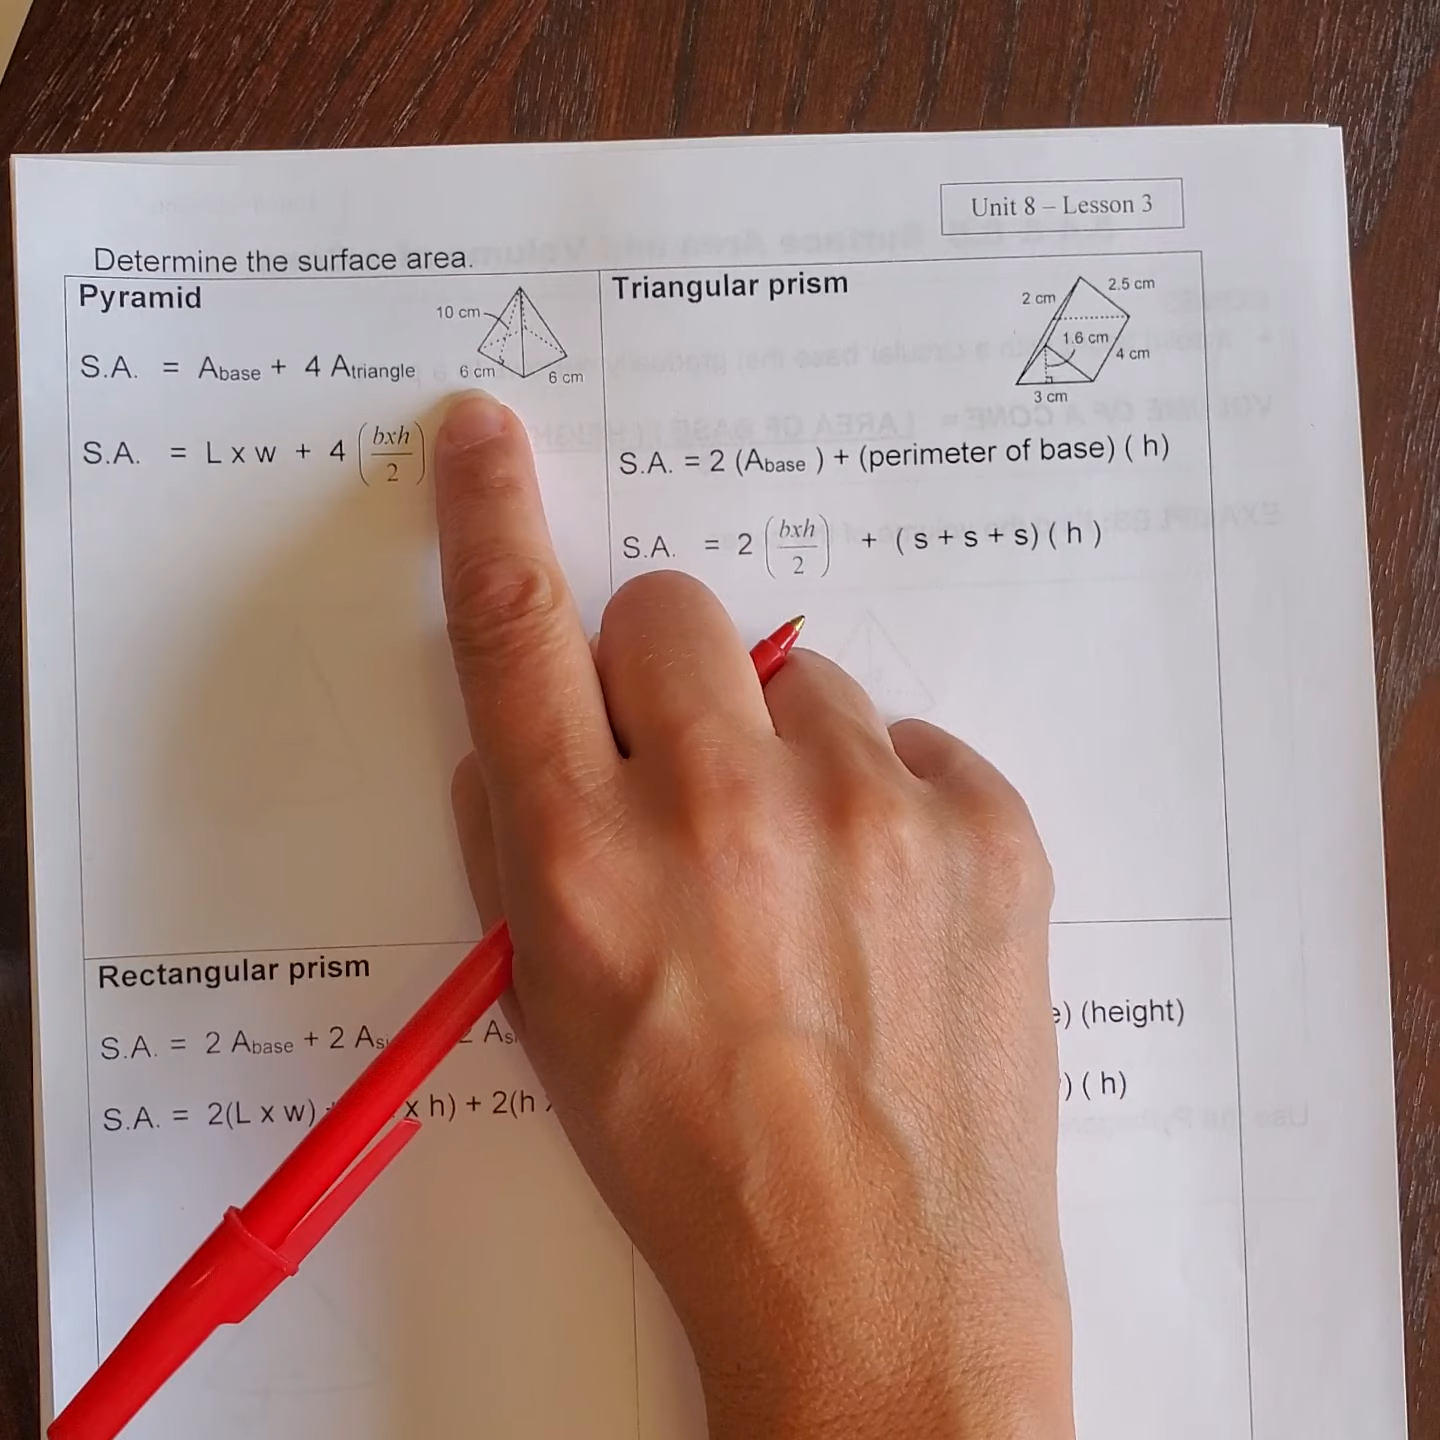 Unit 8 – Lesson 3
Determine the surface area.
Pyramid
10 cm
6 cm
6 cm
S.A. = Abase + 4 Atriangle
S.A. = L x w + 4 (bxh/2)
Triangular prism
2 cm
2.5 cm
1.6 cm
4 cm
3 cm
S.A. = 2 (Abase ) + (perimeter of base) ( h)
S.A. = 2 (bxh/2) + ( s + s + s) ( h )
Rectangular prism
S.A. = 2 Abase + 2
S.A. = 2(L x w) x h) + 2(h
(height)
) ( h)